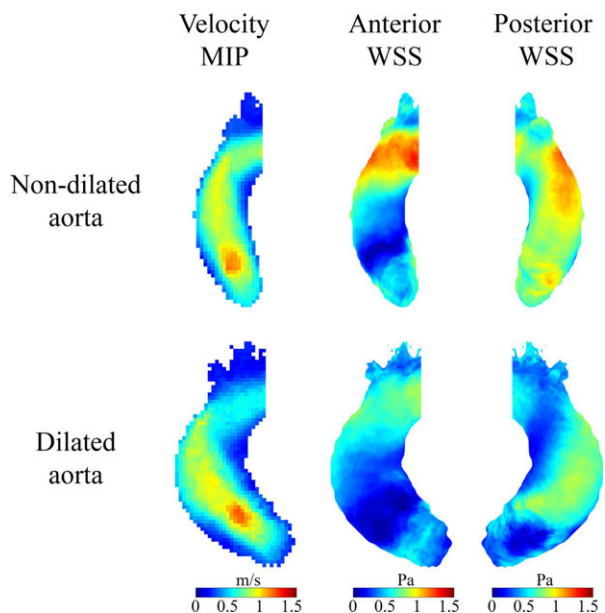 Velocity MIP
Anterior WSS
Posterior WSS
Non-dilated aorta
Dilated aorta
m/s
0 0.5 1 1.5
Pa
0 0.5 1 1.5
Pa
0 0.5 1 1.5